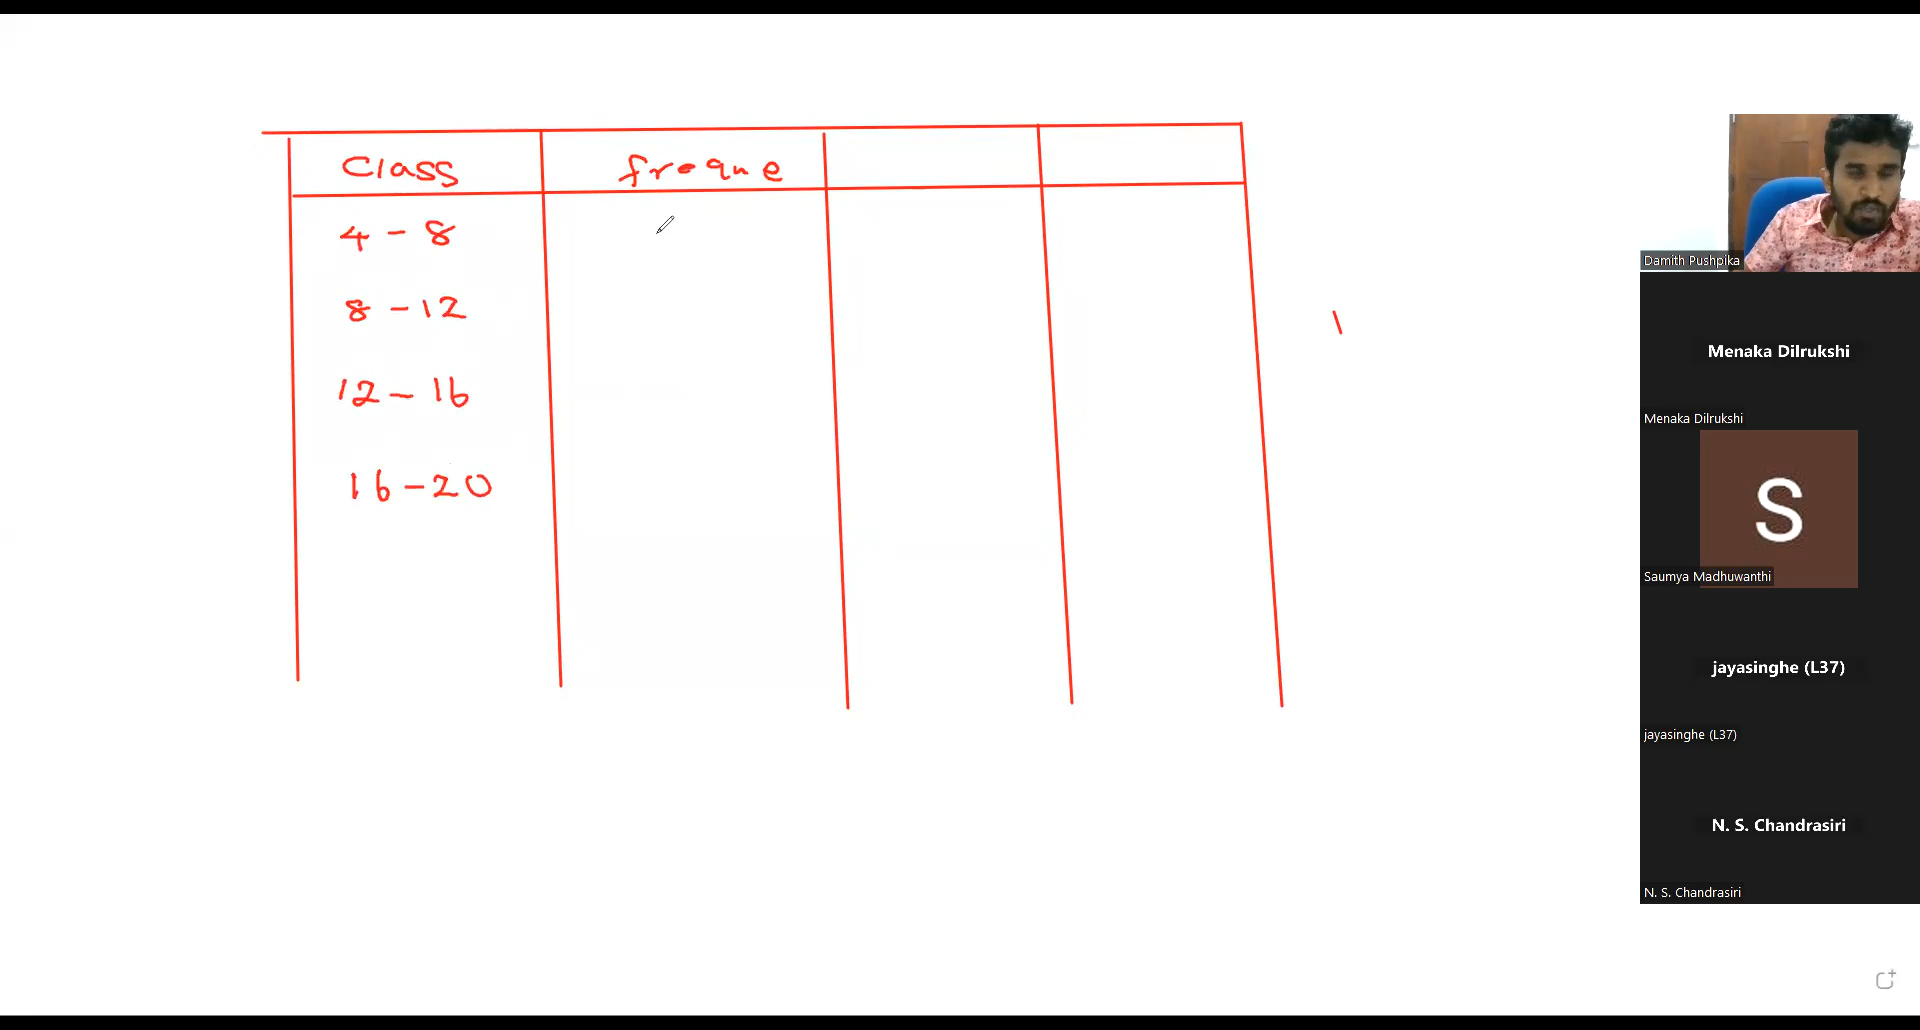 Class freque
4 - 8
8 - 12
12 - 16
16 - 20
Damith Pushpika
Menaka Dilrukshi
Menaka Dilrukshi
S
Saumya Madhuwanthi
jayasinghe (L37)
jayasinghe (L37)
N. S. Chandrasiri
N. S. Chandrasiri